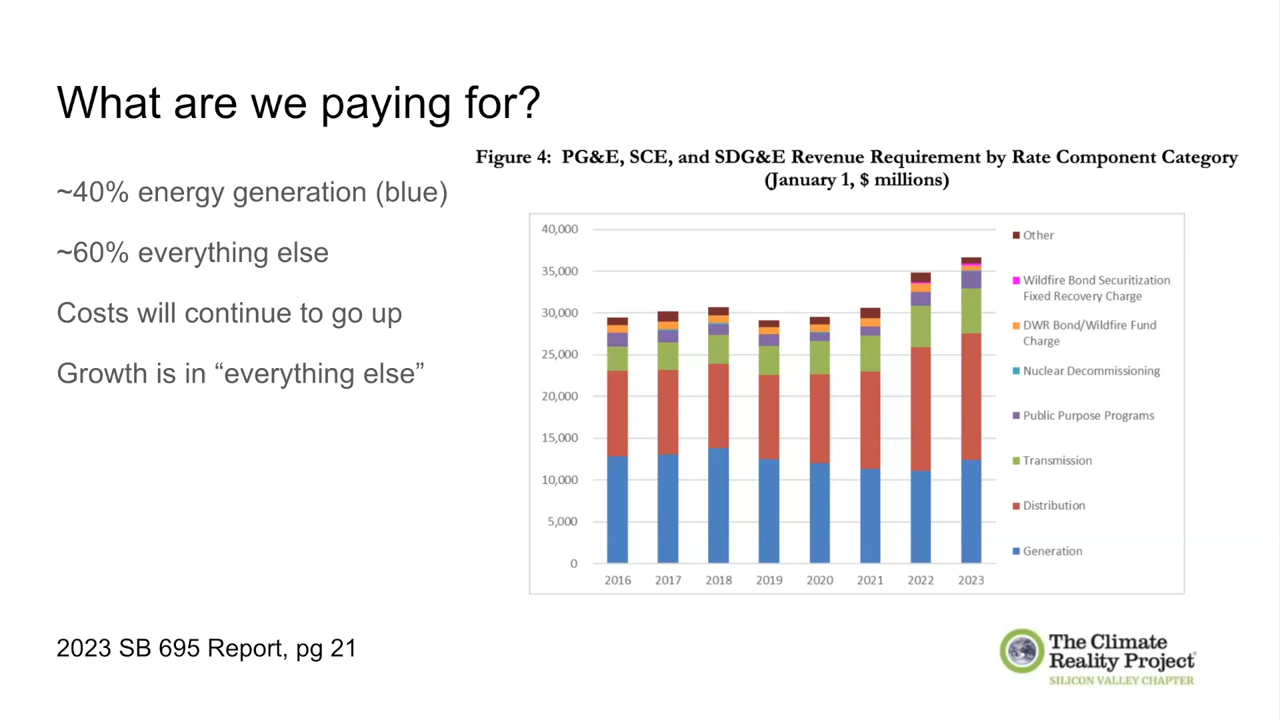 What are we paying for?
~40% energy generation (blue)
~60% everything else
Costs will continue to go up
Growth is in “everything else”
Figure 4: PG&E, SCE, and SDG&E Revenue Requirement by Rate Component Category
(January 1, $ millions)
40,000
35,000
30,000
25,000
20,000
15,000
10,000
5,000
0
2016 2017 2018 2019 2020 2021 2022 2023
Other
Wildfire Bond Securitization
Fixed Recovery Charge
DWR Bond/Wildfire Fund
Charge
Nuclear Decommissioning
Public Purpose Programs
Transmission
Distribution
Generation
2023 SB 695 Report, pg 21
The Climate
Reality Project
SILICON VALLEY CHAPTER